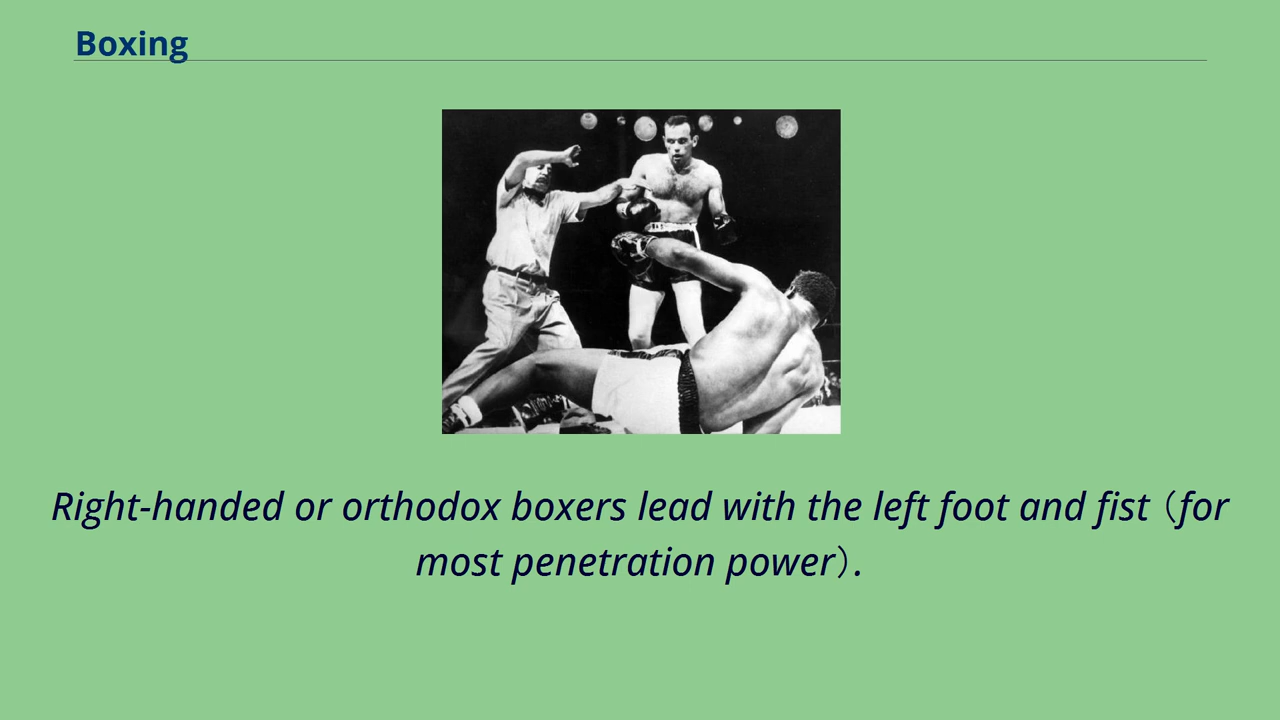 Boxing
Right-handed or orthodox boxers lead with the left foot and fist（for
most penetration power）.